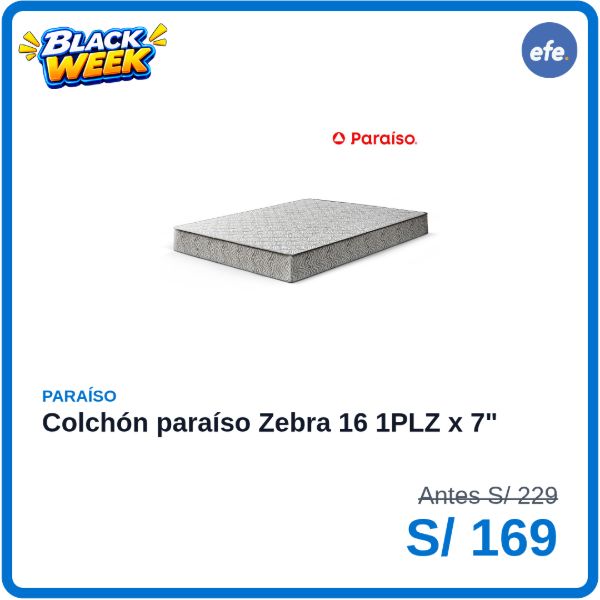 BLACK
WEEK
efe.
Paraíso.
PARAÍSO
Colchón paraíso Zebra 16 1PLZ x 7"
Antes S/ 229
S/ 169